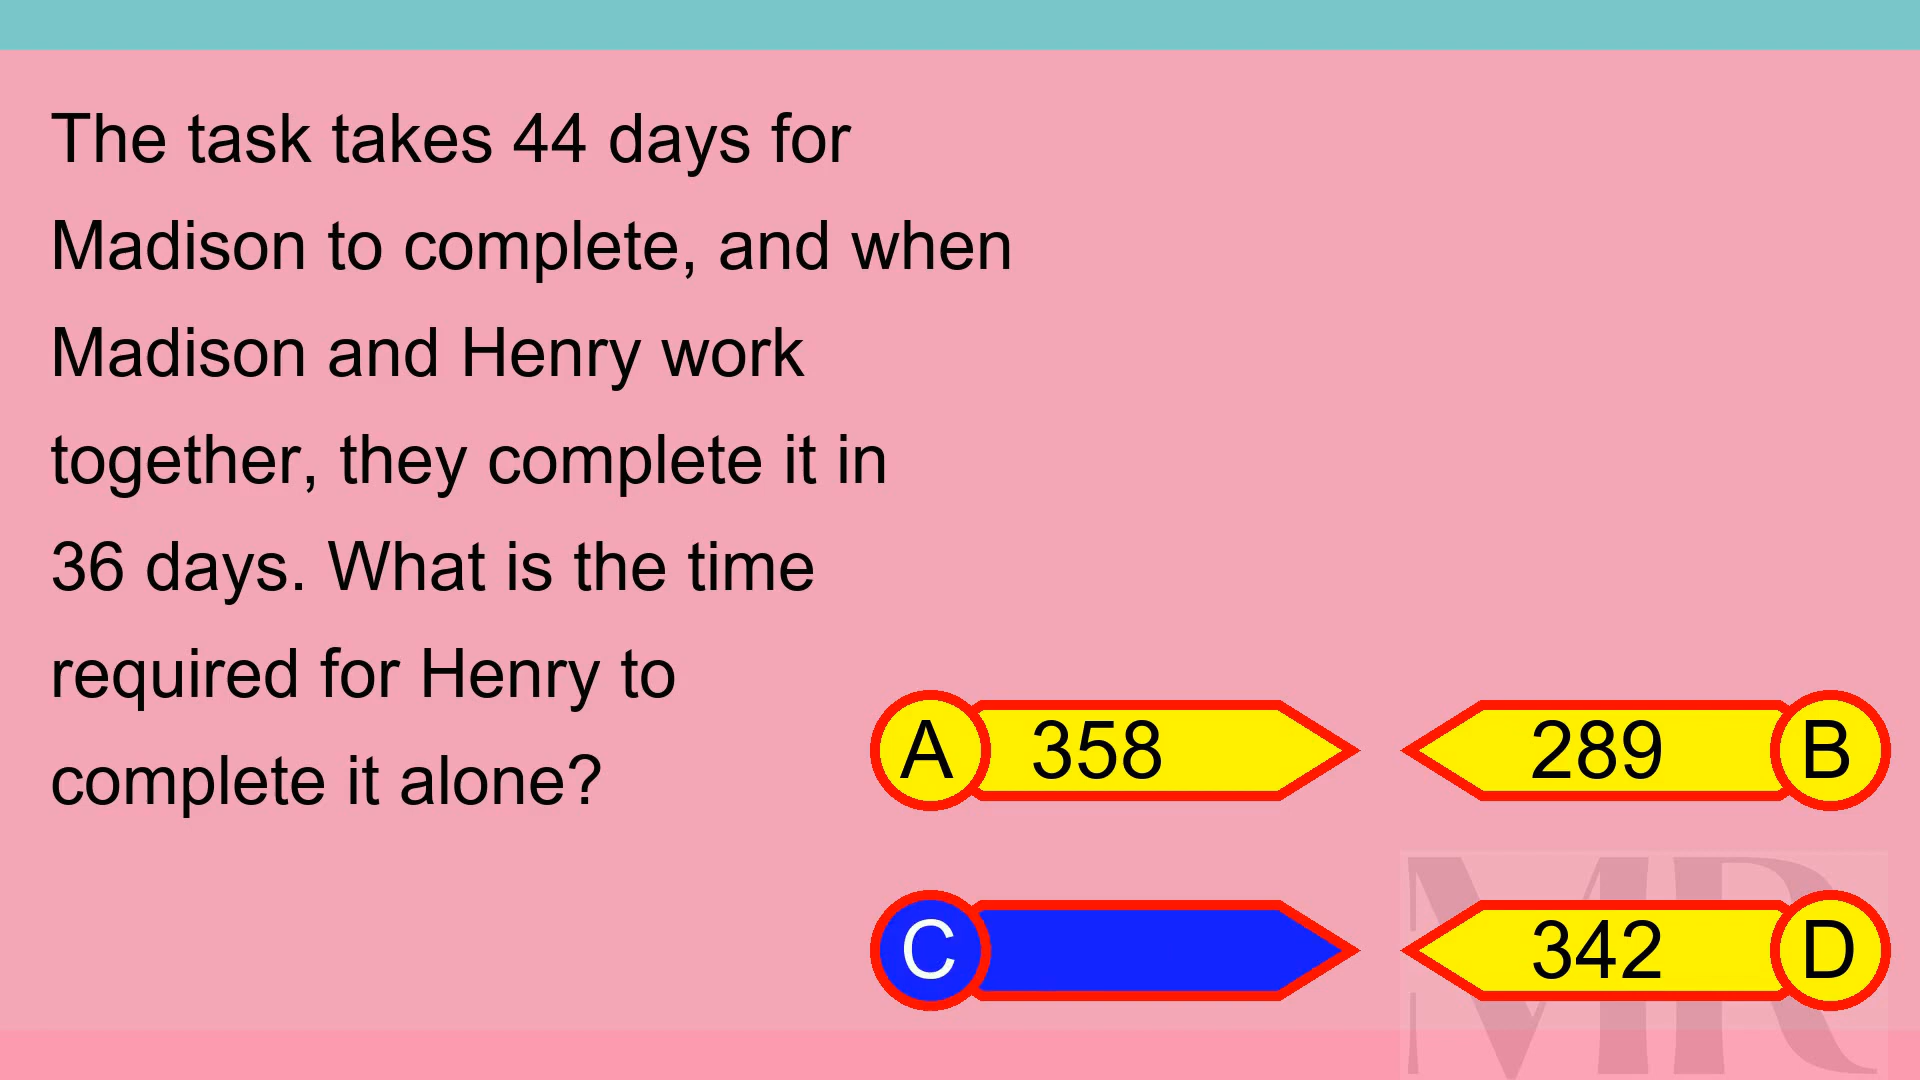 The task takes 44 days for
Madison to complete, and when
Madison and Henry work
together, they complete it in
36 days. What is the time
required for Henry to
complete it alone?
A 358
289 B
C
342 D
MR